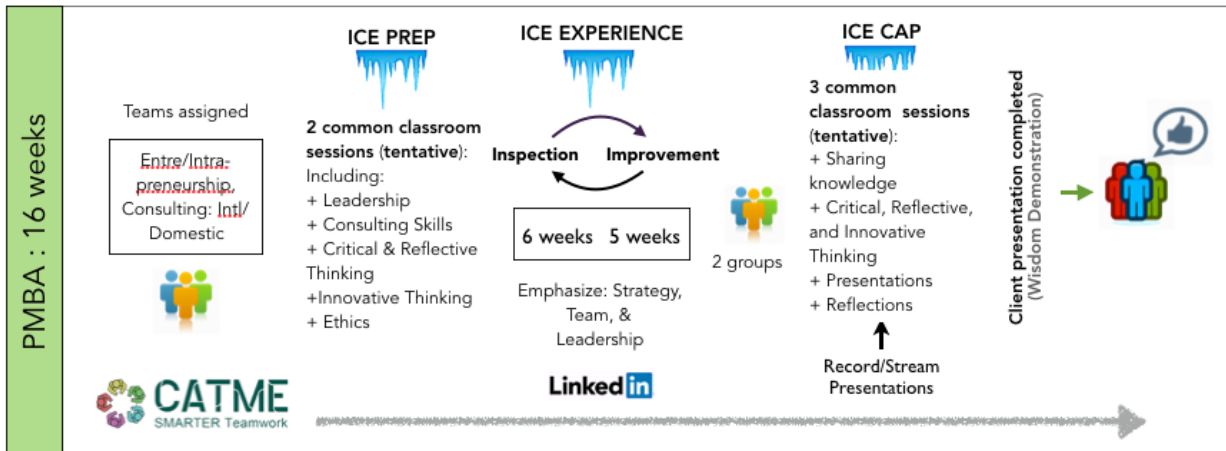 PMBA : 16 weeks
Teams assigned
Entre/Intra-
preneurship,
Consulting: Intl/
Domestic
CATME
SMARTER Teamwork
ICE PREP
2 common classroom
sessions (tentative):
Including:
+ Leadership
+ Consulting Skills
+ Critical & Reflective
Thinking
+Innovative Thinking
+ Ethics
ICE EXPERIENCE
Inspection Improvement
6 weeks 5 weeks
Emphasize: Strategy,
Team, &
Leadership
LinkedIn
2 groups
ICE CAP
3 common
classroom sessions
(tentative):
+ Sharing
knowledge
+ Critical, Reflective,
and Innovative
Thinking
+ Presentations
+ Reflections
Record/Stream
Presentations
Client presentation completed
(Wisdom Demonstration)